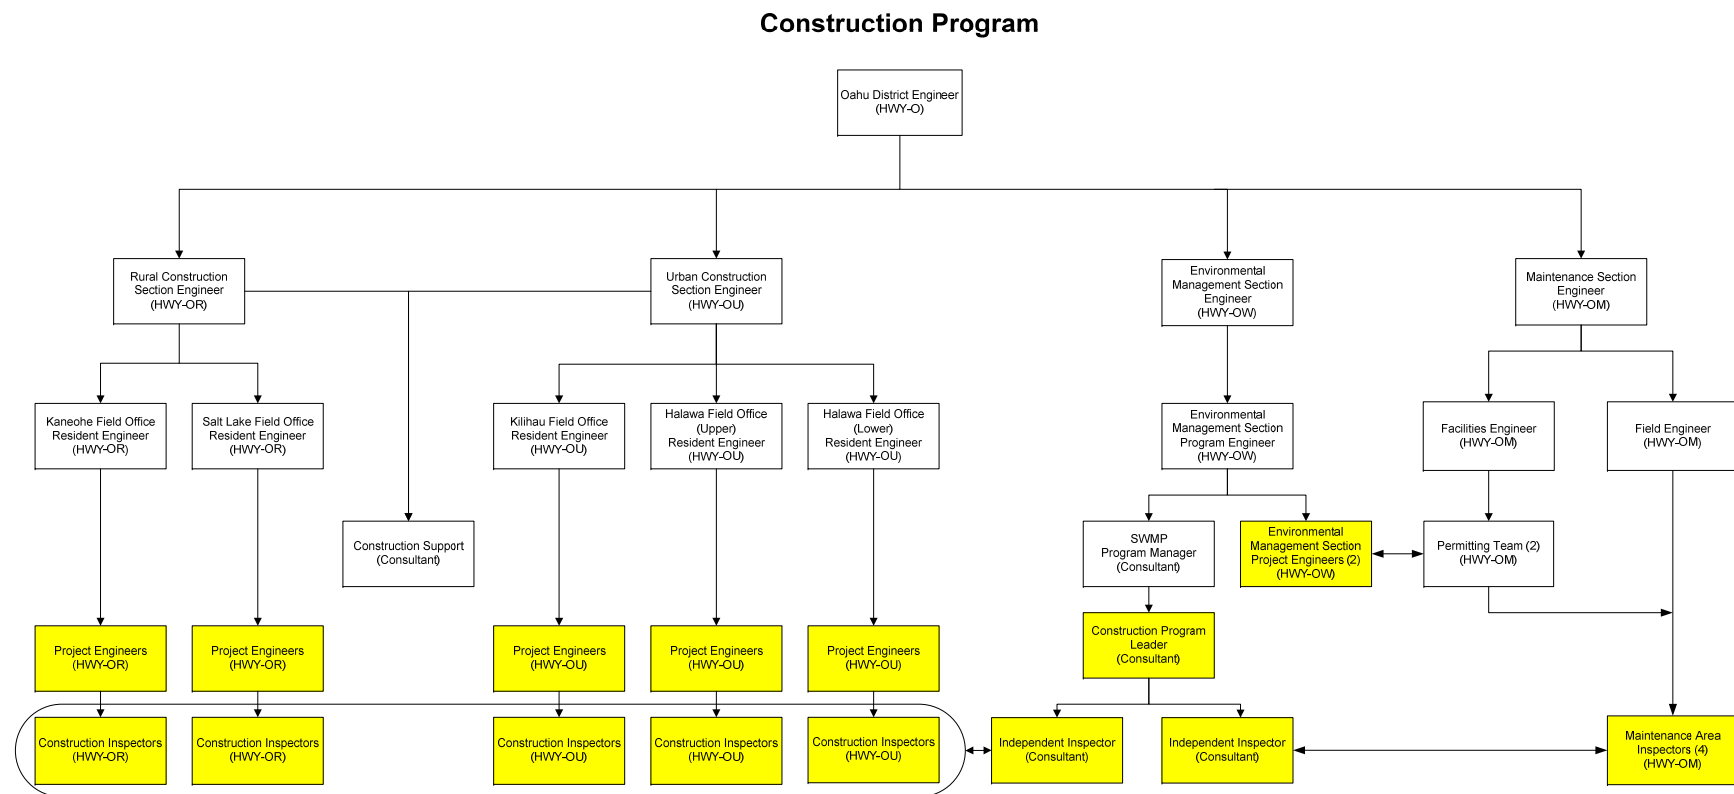 Construction Program
Oahu District Engineer
(HWY-O)
Rural Construction
Section Engineer
(HWY-OR)
Urban Construction
Section Engineer
(HWY-OU)
Environmental
Management Section
Engineer
(HWY-OW)
Maintenance Section
Engineer
(HWY-OM)
Kaneohe Field Office
Resident Engineer
(HWY-OR)
Salt Lake Field Office
Resident Engineer
(HWY-OR)
Kilihau Field Office
Resident Engineer
(HWY-OU)
Halawa Field Office
(Upper)
Resident Engineer
(HWY-OU)
Halawa Field Office
(Lower)
Resident Engineer
(HWY-OU)
Environmental
Management Section
Program Engineer
(HWY-OW)
Facilities Engineer
(HWY-OM)
Field Engineer
(HWY-OM)
Construction Support
(Consultant)
SWMP
Program Manager
(Consultant)
Environmental
Management Section
Project Engineers (2)
(HWY-OW)
Permitting Team (2)
(HWY-OM)
Project Engineers
(HWY-OR)
Project Engineers
(HWY-OR)
Project Engineers
(HWY-OU)
Project Engineers
(HWY-OU)
Project Engineers
(HWY-OU)
Construction Program
Leader
(Consultant)
Construction Inspectors
(HWY-OR)
Construction Inspectors
(HWY-OR)
Construction Inspectors
(HWY-OU)
Construction Inspectors
(HWY-OU)
Construction Inspectors
(HWY-OU)
Independent Inspector
(Consultant)
Independent Inspector
(Consultant)
Maintenance Area
Inspectors (4)
(HWY-OM)